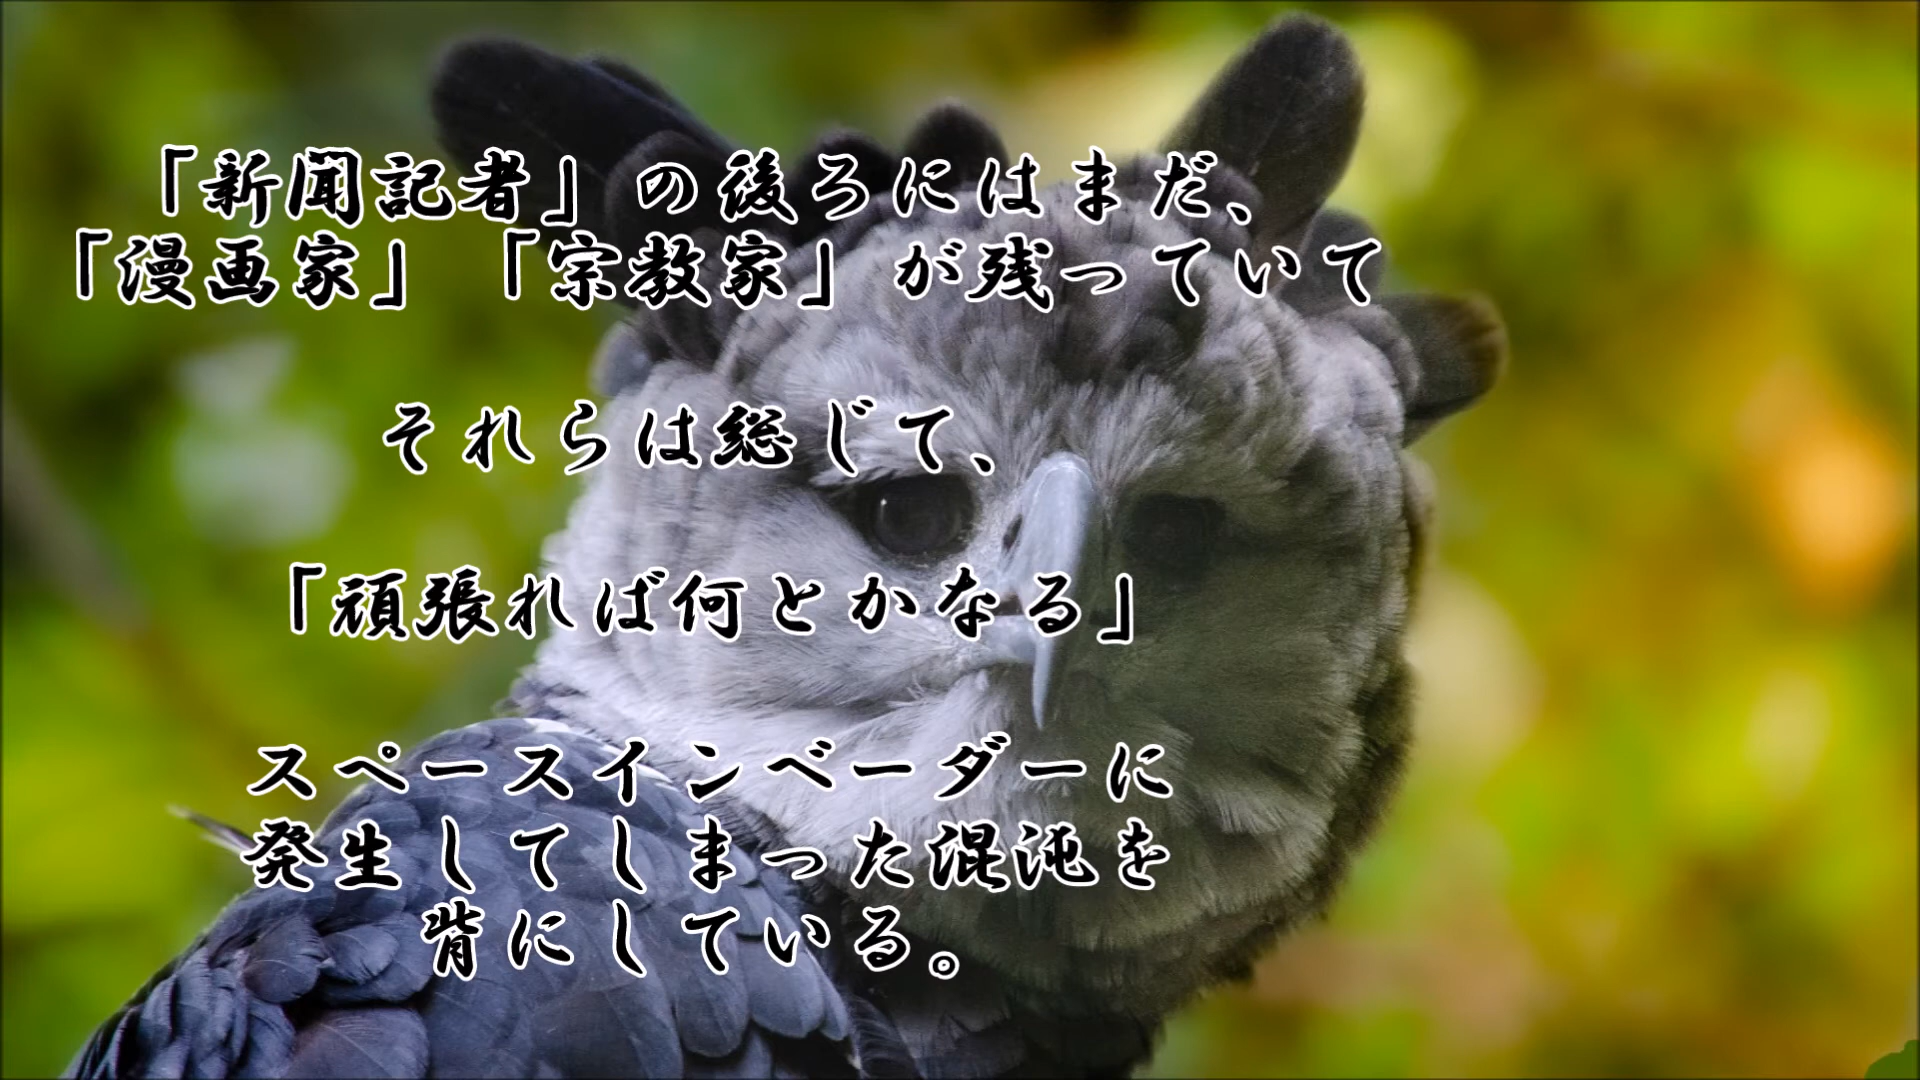 「新聞記者」の後ろにはまだ、
「漫画家」「宗教家」が残っていて
それらは総じて、
「頑張れば何とかなる」
スペースインベーダーに
発生してしまった混沌を
背にしている。